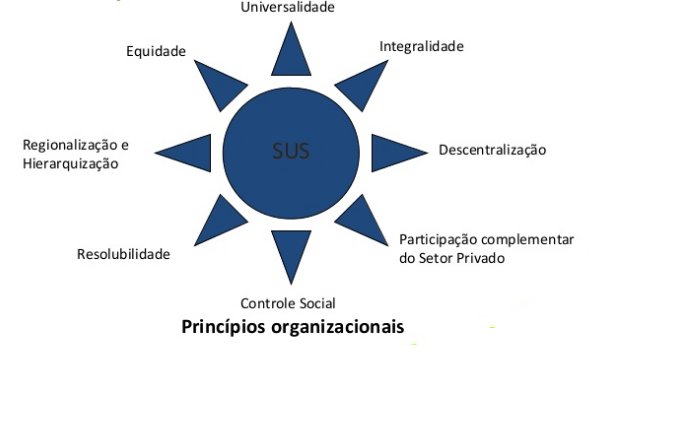 Universalidade
Equidade
Integralidade
Regionalização e
Hierarquização
SUS
Descentralização
Resolubilidade
Participação complementar
do Setor Privado
Controle Social
Princípios organizacionais